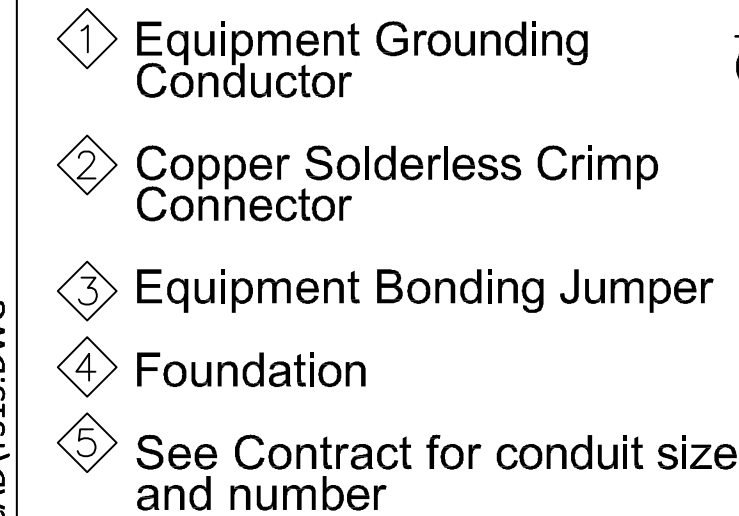 1 Equipment Grounding
Conductor
2 Copper Solderless Crimp
Connector
3 Equipment Bonding Jumper
4 Foundation
5 See Contract for conduit size
and number